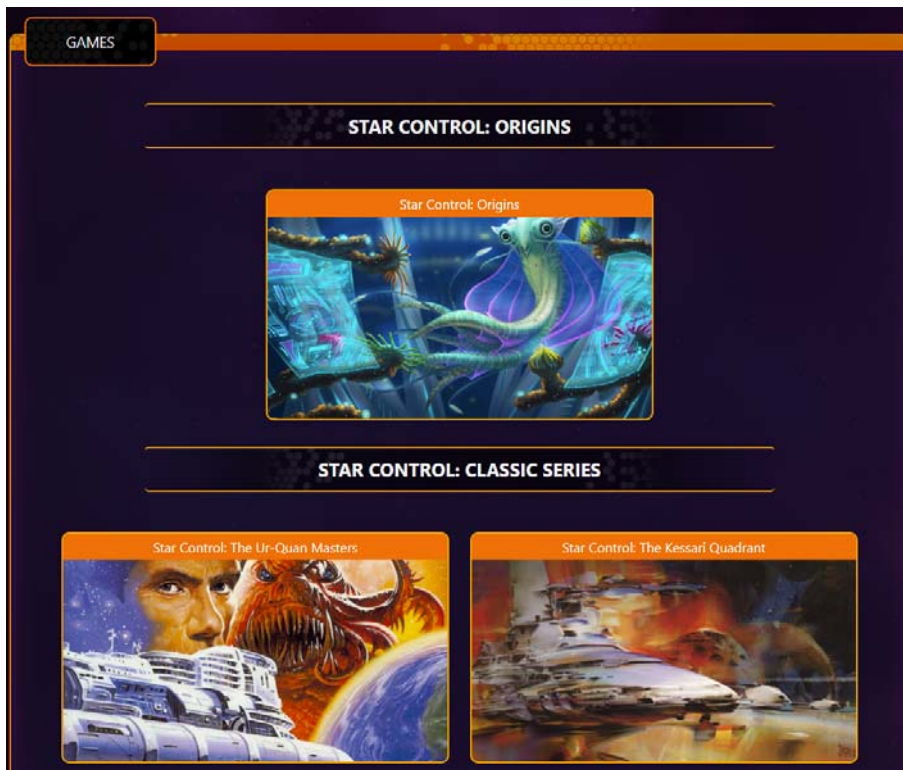 GAMES
STAR CONTROL: ORIGINS
Star Control: Origins
STAR CONTROL: CLASSIC SERIES
Star Control: The Ur-Quan Masters
Star Control: The Kessari Quadrant